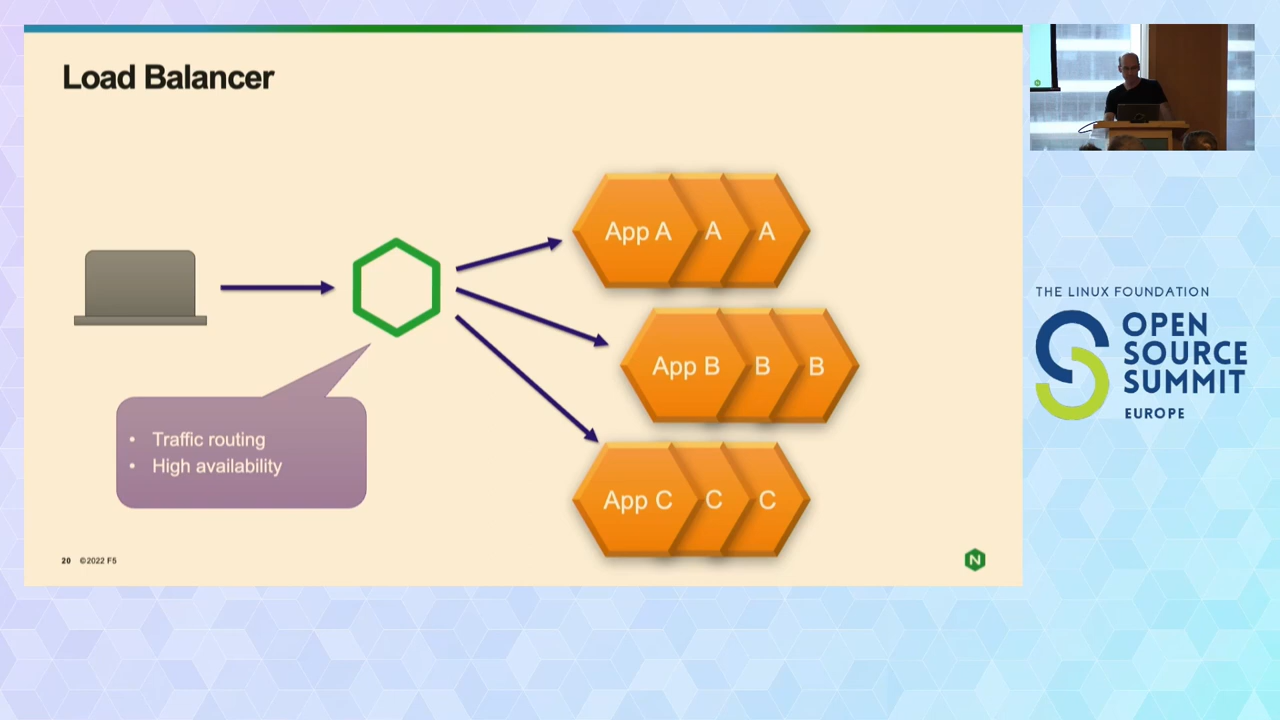 Load Balancer
App A A A
App B B B
App C C C
• Traffic routing
• High availability
20 ©2022 F5
N
THE LINUX FOUNDATION
OPEN
SOURCE
SUMMIT
EUROPE